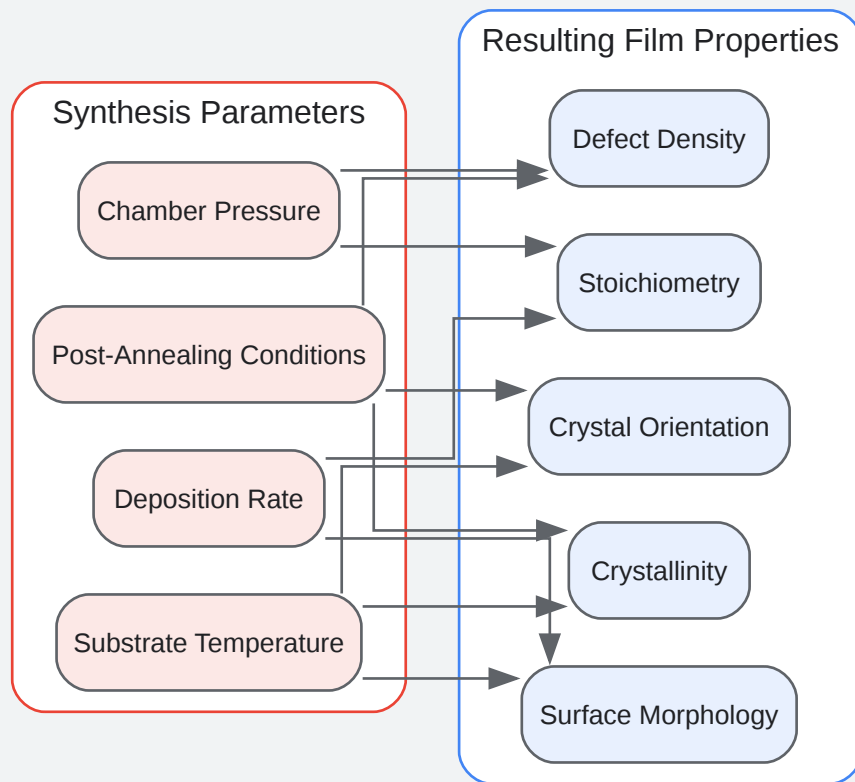 Synthesis Parameters
Chamber Pressure
Post-Annealing Conditions
Deposition Rate
Substrate Temperature
Resulting Film Properties
Defect Density
Stoichiometry
Crystal Orientation
Crystallinity
Surface Morphology